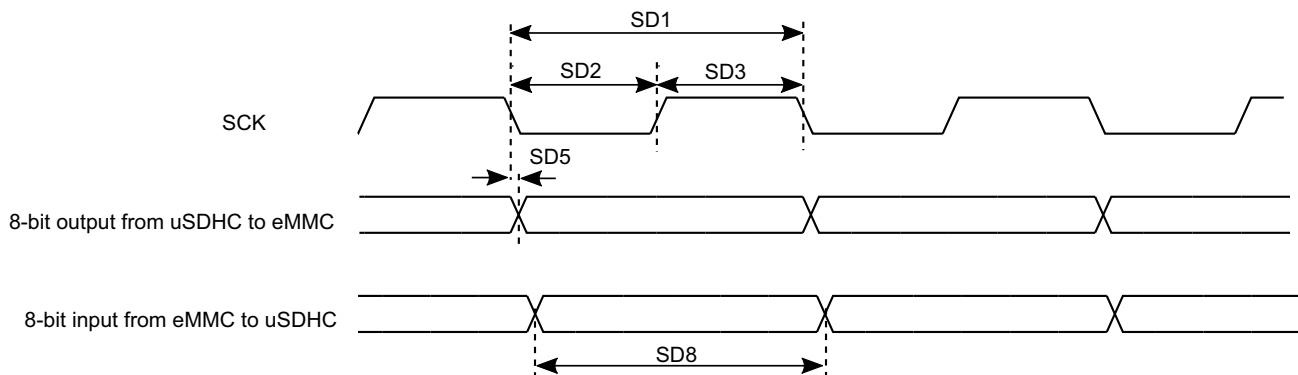 SD1
SD2
SD3
SCK
SD5
8-bit output from uSDHC to eMMC
8-bit input from eMMC to uSDHC
SD8